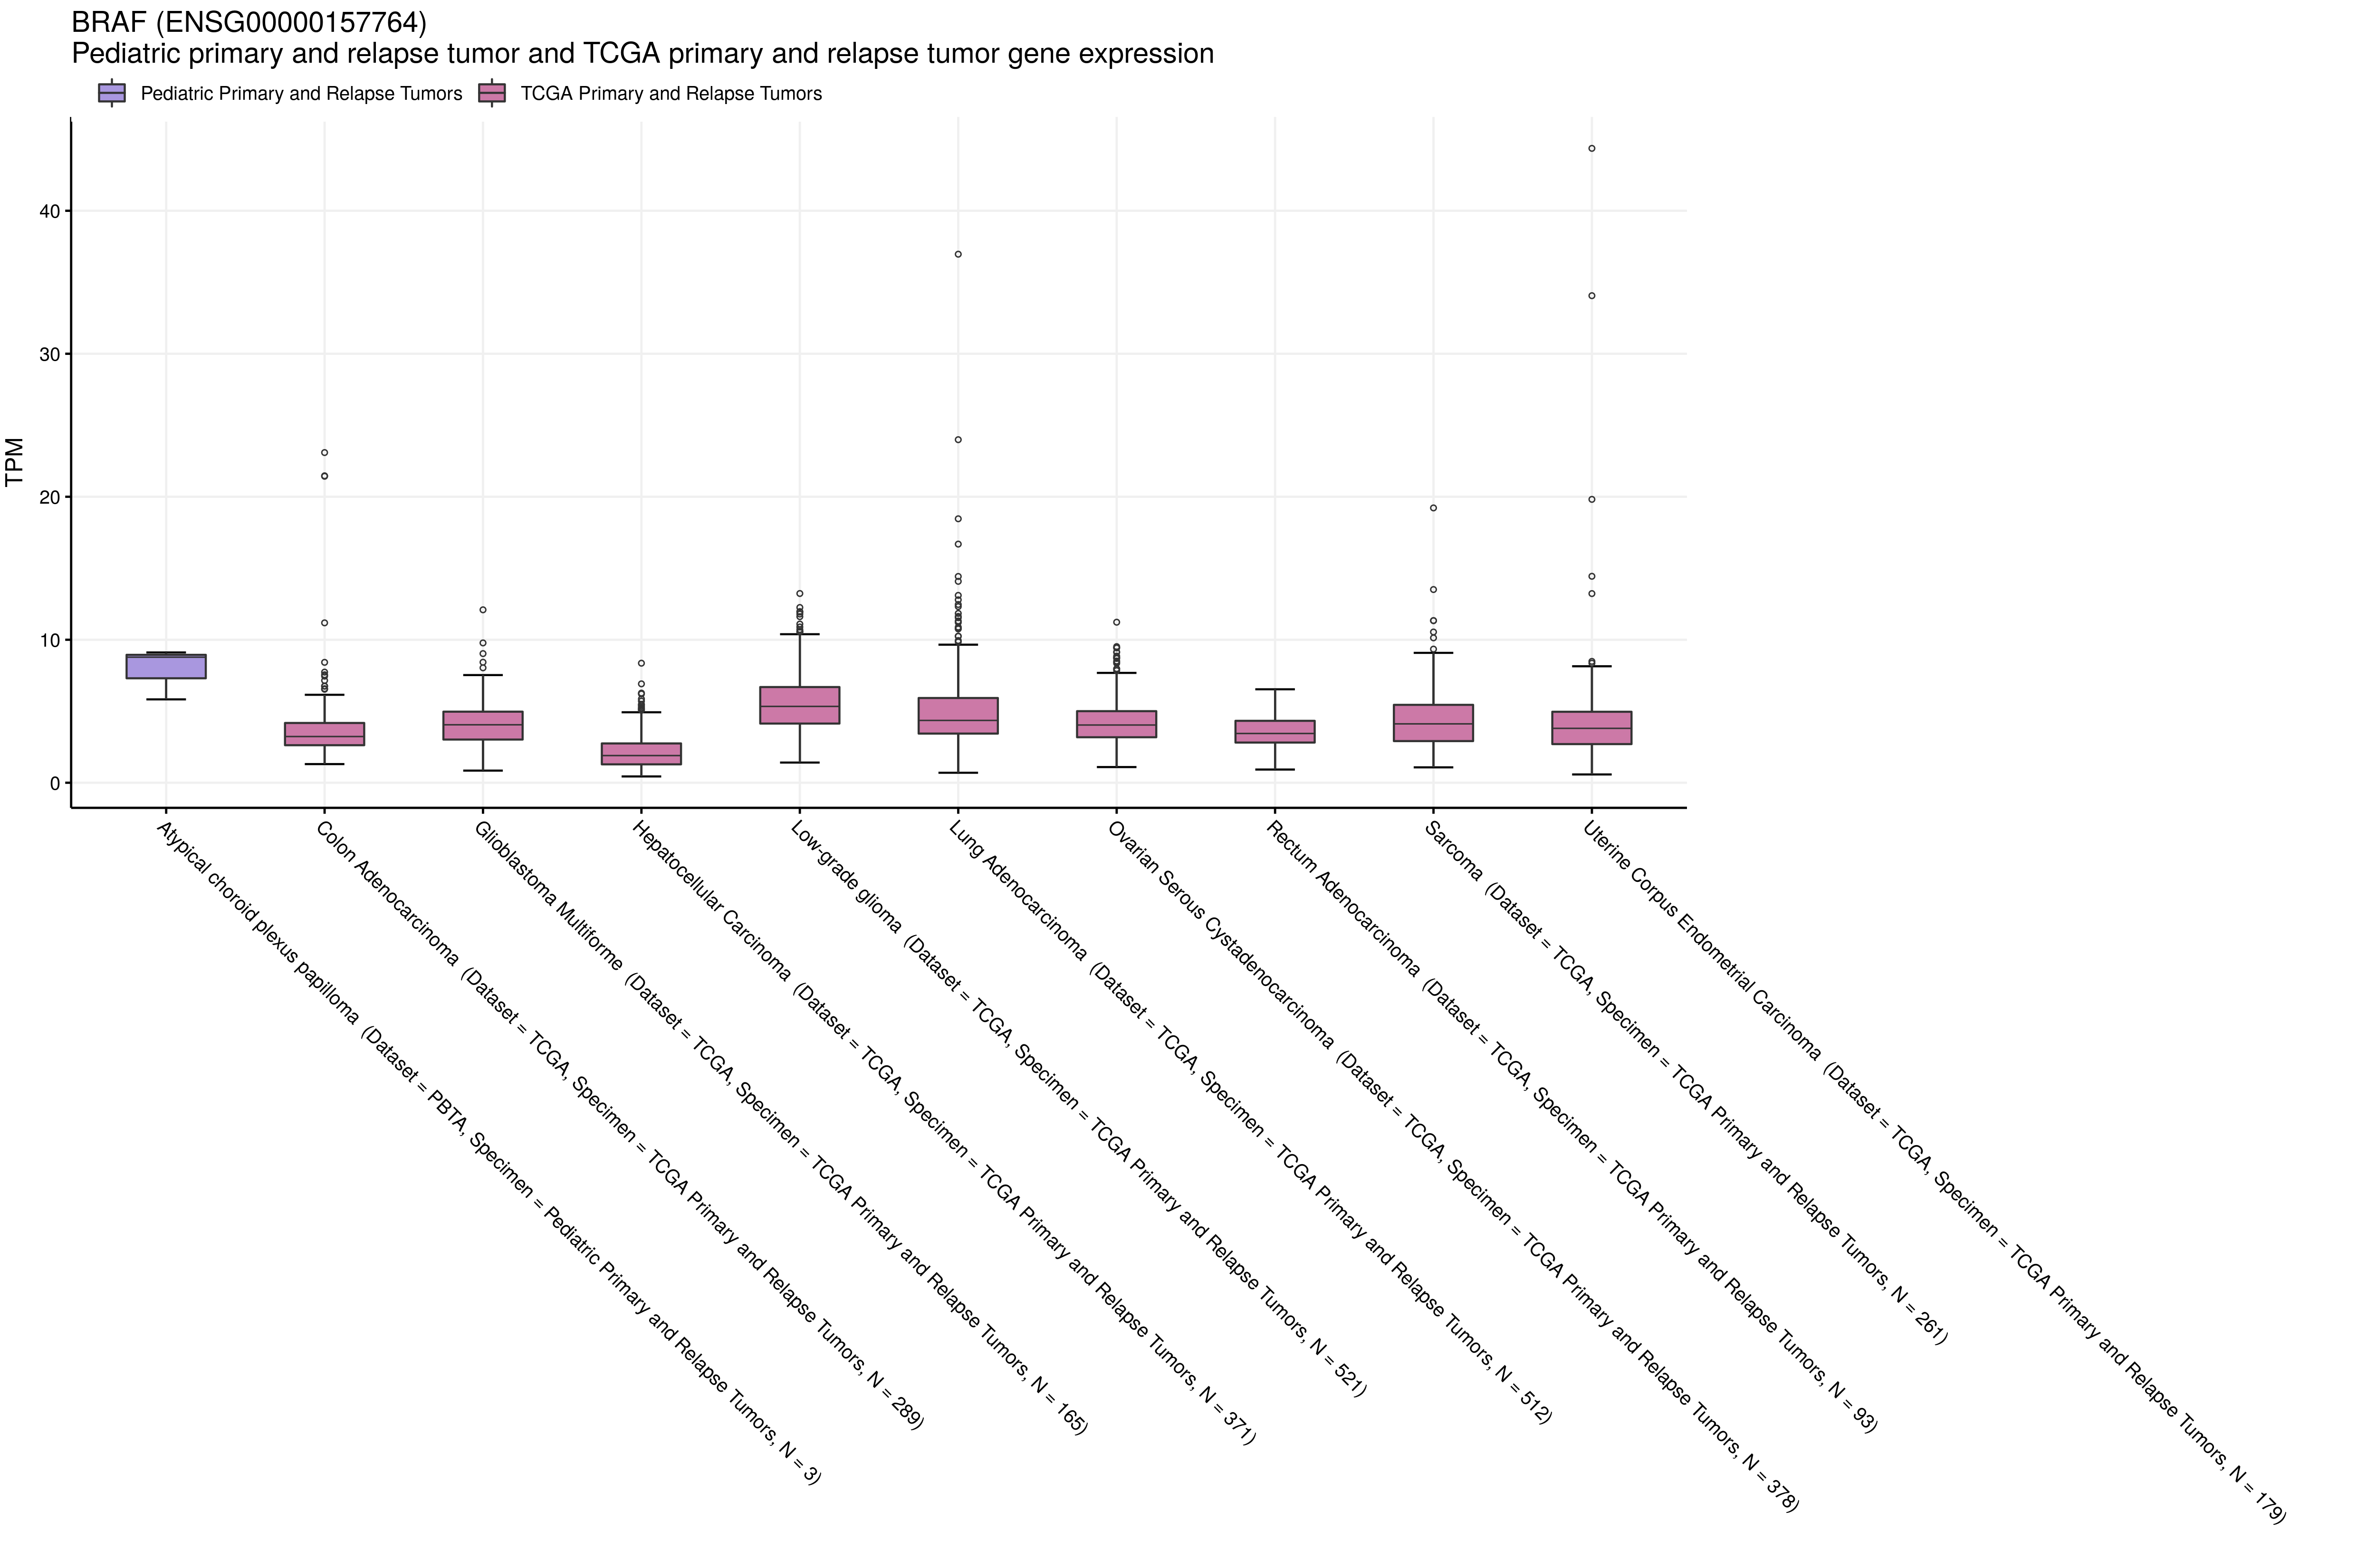 BRAF (ENSG00000157764)
Pediatric primary and relapse tumor and TCGA primary and relapse tumor gene expression
Pediatric Primary and Relapse Tumors
TCGA Primary and Relapse Tumors
TPM
40
30
20
10
0
Atypical choroid plexus papilloma  (Dataset = PBTA, Specimen = Pediatric Primary and Relapse Tumors, N = 3)
Colon Adenocarcinoma  (Dataset = TCGA, Specimen = TCGA Primary and Relapse Tumors, N = 289)
Glioblastoma Multiforme  (Dataset = TCGA, Specimen = TCGA Primary and Relapse Tumors, N = 165)
Hepatocellular Carcinoma  (Dataset = TCGA, Specimen = TCGA Primary and Relapse Tumors, N = 371)
Low-grade glioma  (Dataset = TCGA, Specimen = TCGA Primary and Relapse Tumors, N = 521)
Lung Adenocarcinoma  (Dataset = TCGA, Specimen = TCGA Primary and Relapse Tumors, N = 512)
Ovarian Serous Cystadenocarcinoma  (Dataset = TCGA, Specimen = TCGA Primary and Relapse Tumors, N = 378)
Rectum Adenocarcinoma  (Dataset = TCGA, Specimen = TCGA Primary and Relapse Tumors, N = 93)
Sarcoma  (Dataset = TCGA, Specimen = TCGA Primary and Relapse Tumors, N = 261)
Uterine Corpus Endometrial Carcinoma  (Dataset = TCGA, Specimen = TCGA Primary and Relapse Tumors, N = 179)